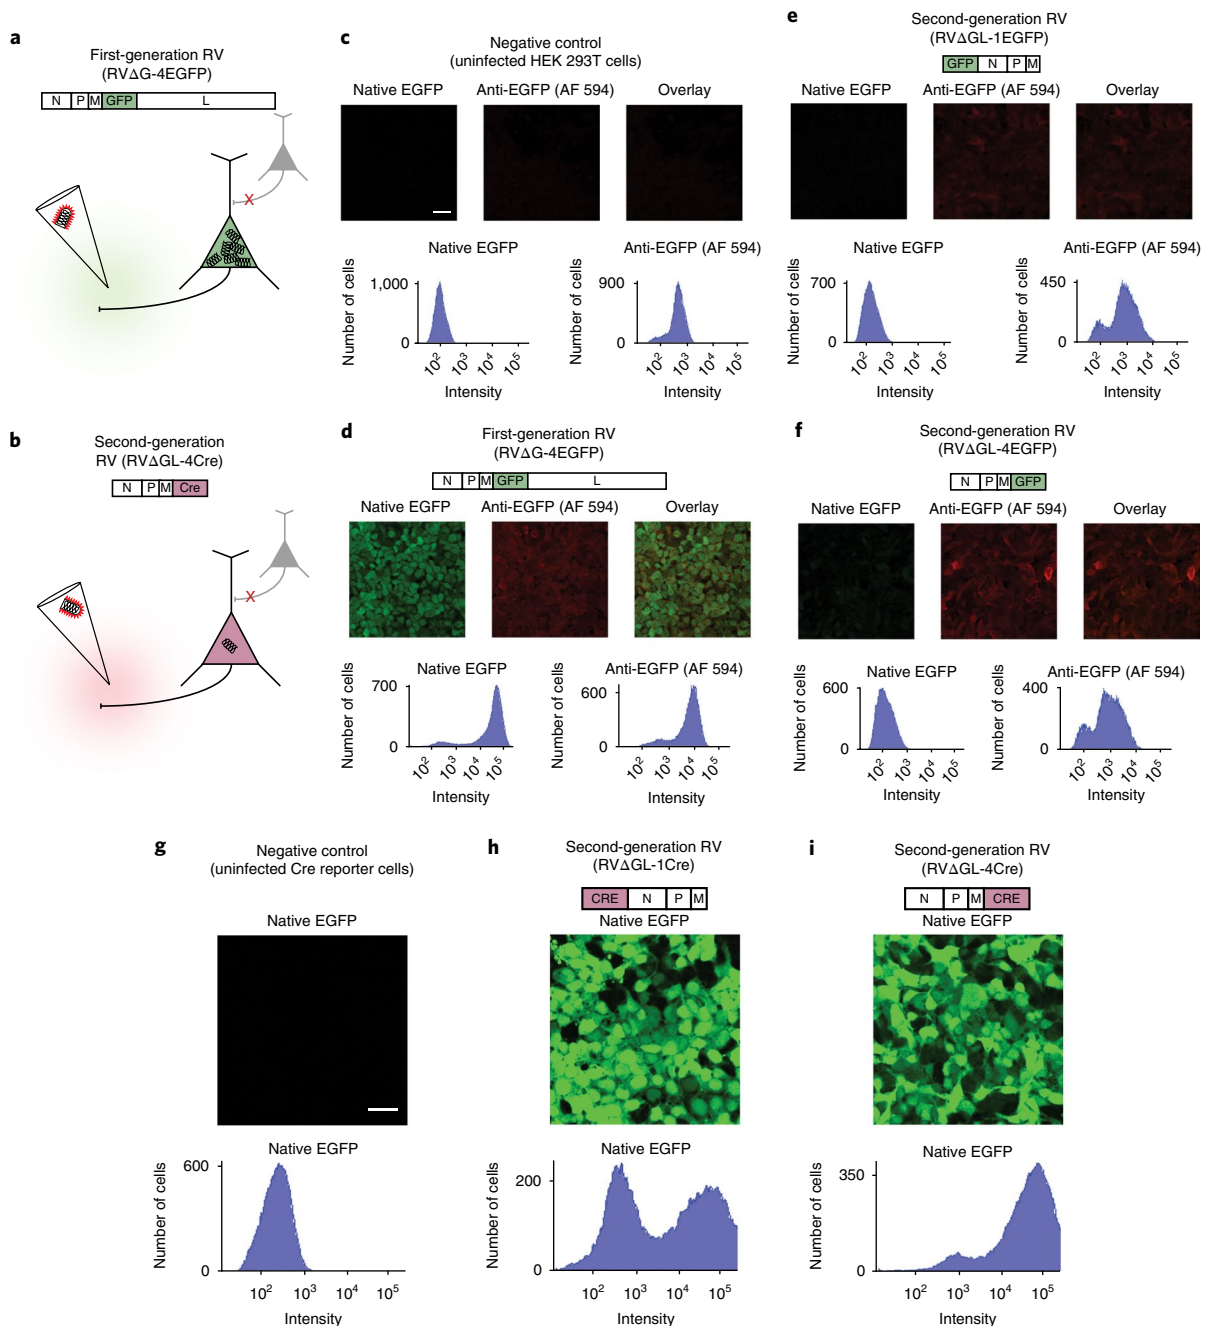 a
First-generation RV
(RVΔG-4EGFP)
N P M GFP L
X
b
Second-generation
RV (RVΔGL-4Cre)
N P M Cre
X
c
Negative control
(uninfected HEK 293T cells)
Native EGFP Anti-EGFP (AF 594) Overlay
Native EGFP Anti-EGFP (AF 594)
Number of cells
1,000
0
10² 10³ 10⁴ 10⁵
Intensity
Number of cells
900
0
10² 10³ 10⁴ 10⁵
Intensity
d
First-generation RV
(RVΔG-4EGFP)
N P M GFP L
Native EGFP Anti-EGFP (AF 594) Overlay
Native EGFP Anti-EGFP (AF 594)
Number of cells
700
0
10² 10³ 10⁴ 10⁵
Intensity
Number of cells
600
0
10² 10³ 10⁴ 10⁵
Intensity
e
Second-generation RV
(RVΔGL-1EGFP)
GFP N P M
Native EGFP Anti-EGFP (AF 594) Overlay
Native EGFP Anti-EGFP (AF 594)
Number of cells
700
0
10² 10³ 10⁴ 10⁵
Intensity
Number of cells
450
0
10² 10³ 10⁴ 10⁵
Intensity
f
Second-generation RV
(RVΔGL-4EGFP)
N P M GFP
Native EGFP Anti-EGFP (AF 594) Overlay
Native EGFP Anti-EGFP (AF 594)
Number of cells
600
0
10² 10³ 10⁴ 10⁵
Intensity
Number of cells
400
0
10² 10³ 10⁴ 10⁵
Intensity
g
Negative control
(uninfected Cre reporter cells)
Native EGFP
Native EGFP
Number of cells
600
0
10² 10³ 10⁴ 10⁵
Intensity
h
Second-generation RV
(RVΔGL-1Cre)
CRE N P M
Native EGFP
Native EGFP
Number of cells
200
0
10² 10³ 10⁴ 10⁵
Intensity
i
Second-generation RV
(RVΔGL-4Cre)
N P M CRE
Native EGFP
Native EGFP
Number of cells
350
0
10² 10³ 10⁴ 10⁵
Intensity